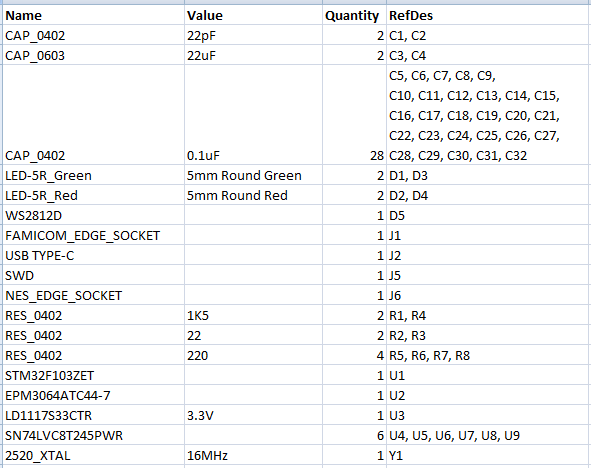 Name Value Quantity RefDes
CAP_0402 22pF 2 C1, C2
CAP_0603 22uF 2 C3, C4
C5, C6, C7, C8, C9,
C10, C11, C12, C13, C14, C15,
C16, C17, C18, C19, C20, C21,
C22, C23, C24, C25, C26, C27,
CAP_0402 0.1uF 28 C28, C29, C30, C31, C32
LED-5R_Green 5mm Round Green 2 D1, D3
LED-5R_Red 5mm Round Red 2 D2, D4
WS2812D 1 D5
FAMICOM_EDGE_SOCKET 1 J1
USB TYPE-C 1 J2
SWD 1 J5
NES_EDGE_SOCKET 1 J6
RES_0402 1K5 2 R1, R4
RES_0402 22 2 R2, R3
RES_0402 220 4 R5, R6, R7, R8
STM32F103ZET 1 U1
EPM3064ATC44-7 1 U2
LD1117S33CTR 3.3V 1 U3
SN74LVC8T245PWR 6 U4, U5, U6, U7, U8, U9
2520_XTAL 16MHz 1 Y1